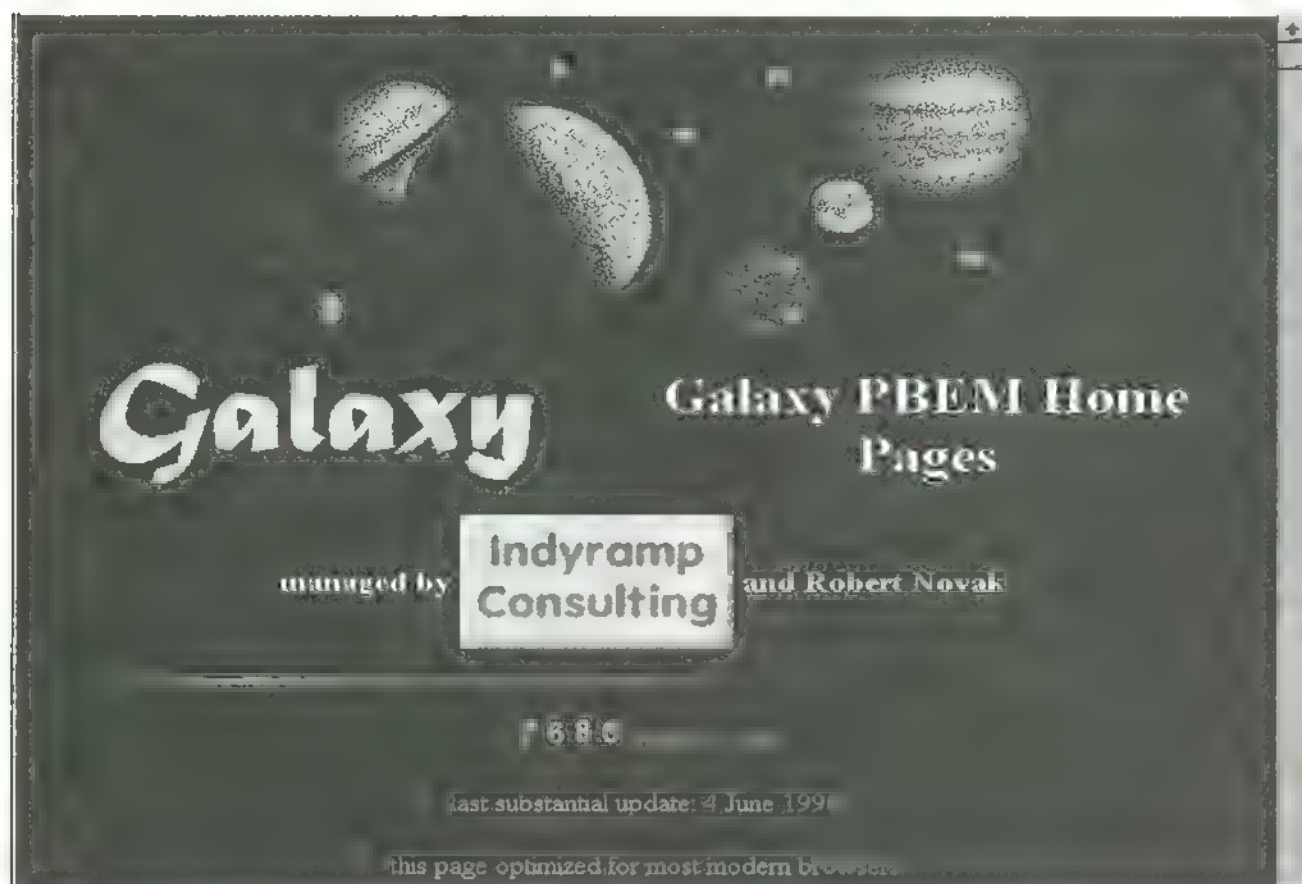 Galaxy
Galaxy PBEM Home
Pages
managed by
Indyramp
Consulting
and Robert Novak
last substantial update: 4 June
this page optimized for most modern browsers